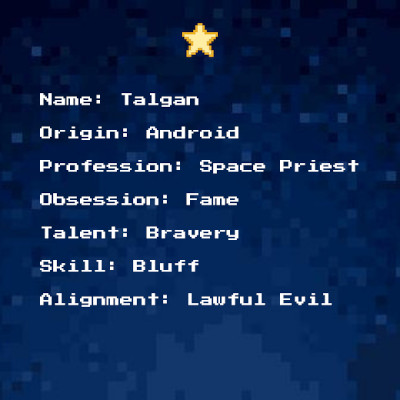 Name: Talgan
Origin: Android
Profession: Space Priest
Obsession: Fame
Talent: Bravery
Skill: Bluff
Alignment: Lawful Evil